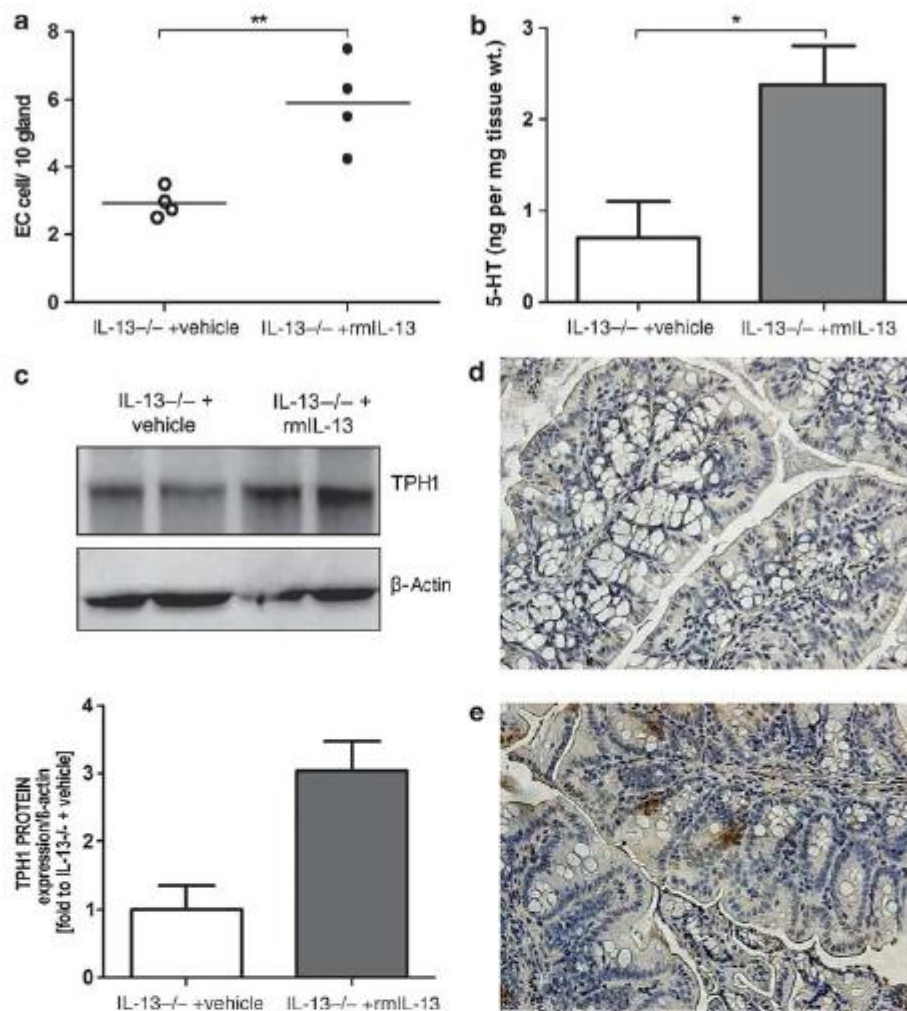 a
**
8
6
4
2
0
EC cell/ 10 gland
IL-13–/– +vehicle
IL-13–/– +rmIL-13
b
*
3
2
1
0
5-HT (ng per mg tissue wt.)
IL-13–/– +vehicle
IL-13–/– +rmIL-13
c
IL-13–/– +
vehicle
IL-13–/– +
rmIL-13
TPH1
β-Actin
4
3
2
1
0
TPH1 PROTEIN
expression/ß-actin
[fold to IL-13-/- + vehicle]
IL-13–/– +vehicle
IL-13–/– +rmIL-13
d
e